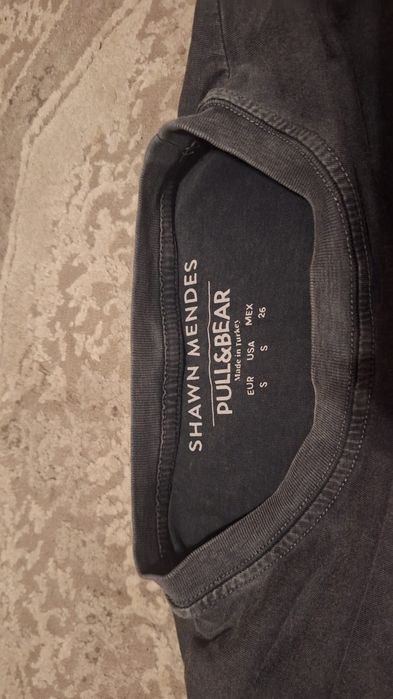 SHAWN MENDES
PULL&BEAR
Made in Turkey
EUR USA MEX
S S 26